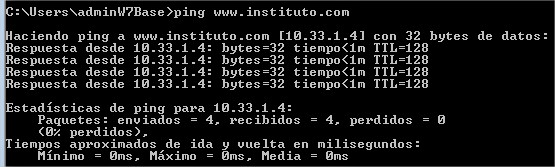 C:\Users\adminW7Base>ping www.instituto.com
Haciendo ping a www.instituto.com [10.33.1.4] con 32 bytes de datos:
Respuesta desde 10.33.1.4: bytes=32 tiempo<1m TTL=128
Respuesta desde 10.33.1.4: bytes=32 tiempo<1m TTL=128
Respuesta desde 10.33.1.4: bytes=32 tiempo<1m TTL=128
Respuesta desde 10.33.1.4: bytes=32 tiempo<1m TTL=128
Estadísticas de ping para 10.33.1.4:
Paquetes: enviados = 4, recibidos = 4, perdidos = 0
(0% perdidos),
Tiempos aproximados de ida y vuelta en milisegundos:
Mínimo = 0ms, Máximo = 0ms, Media = 0ms